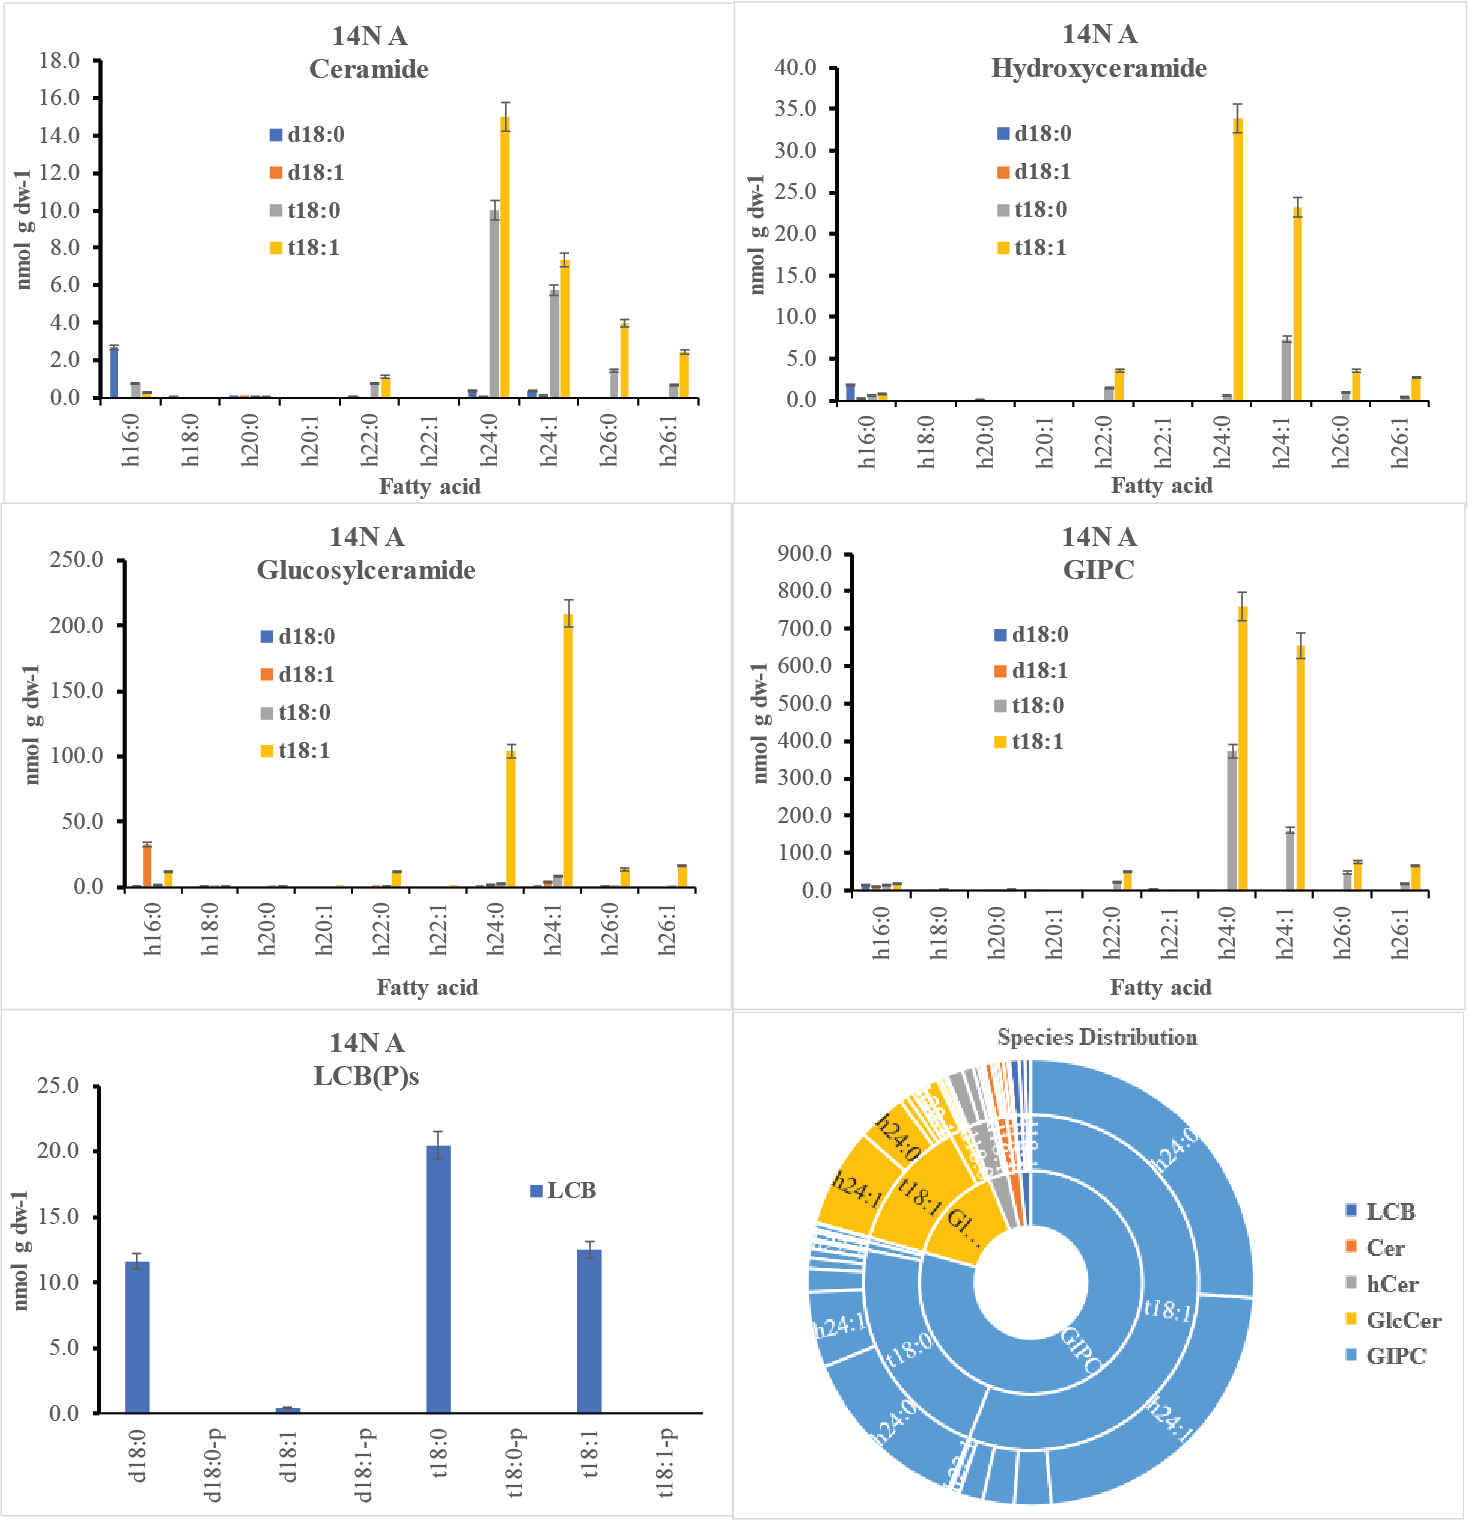 14N A
Ceramide
18.0
16.0
14.0
12.0
10.0
8.0
6.0
4.0
2.0
0.0
nmol g dw-1
d18:0
d18:1
t18:0
t18:1
h16:0
h18:0
h20:0
h20:1
h22:0
h22:1
h24:0
h24:1
h26:0
h26:1
Fatty acid
14N A
Hydroxyceramide
40.0
35.0
30.0
25.0
20.0
15.0
10.0
5.0
0.0
nmol g dw-1
d18:0
d18:1
t18:0
t18:1
h16:0
h18:0
h20:0
h20:1
h22:0
h22:1
h24:0
h24:1
h26:0
h26:1
Fatty acid
14N A
Glucosylceramide
250.0
200.0
150.0
100.0
50.0
0.0
nmol g dw-1
d18:0
d18:1
t18:0
t18:1
h16:0
h18:0
h20:0
h20:1
h22:0
h22:1
h24:0
h24:1
h26:0
h26:1
Fatty acid
14N A
GIPC
900.0
800.0
700.0
600.0
500.0
400.0
300.0
200.0
100.0
0.0
nmol g dw-1
d18:0
d18:1
t18:0
t18:1
h16:0
h18:0
h20:0
h20:1
h22:0
h22:1
h24:0
h24:1
h26:0
h26:1
Fatty acid
14N A
LCB(P)s
25.0
20.0
15.0
10.0
5.0
0.0
nmol g dw-1
LCB
d18:0
d18:0-p
d18:1
d18:1-p
t18:0
t18:0-p
t18:1
t18:1-p
Species Distribution
h24:0
h24:1
t18:1
GIPC
t18:0
h24:0
h24:1
h24:1
h24:0
t18:1
Gl...
LCB
Cer
hCer
GlcCer
GIPC